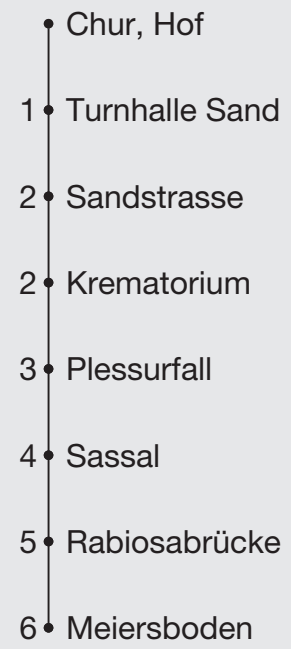 Chur, Hof
1 Turnhalle Sand
2 Sandstrasse
2 Krematorium
3 Plessurfall
4 Sassal
5 Rabiosabrücke
6 Meiersboden